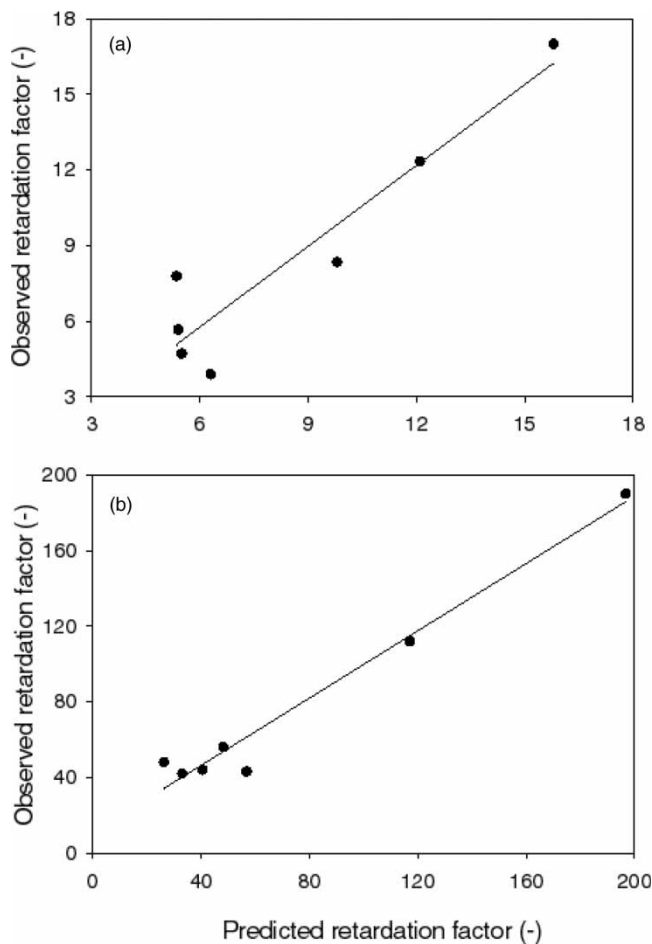 (a)
Observed retardation factor (-)
18
15
12
9
6
3
3 6 9 12 15 18
(b)
Observed retardation factor (-)
200
160
120
80
40
0
0 40 80 120 160 200
Predicted retardation factor (-)